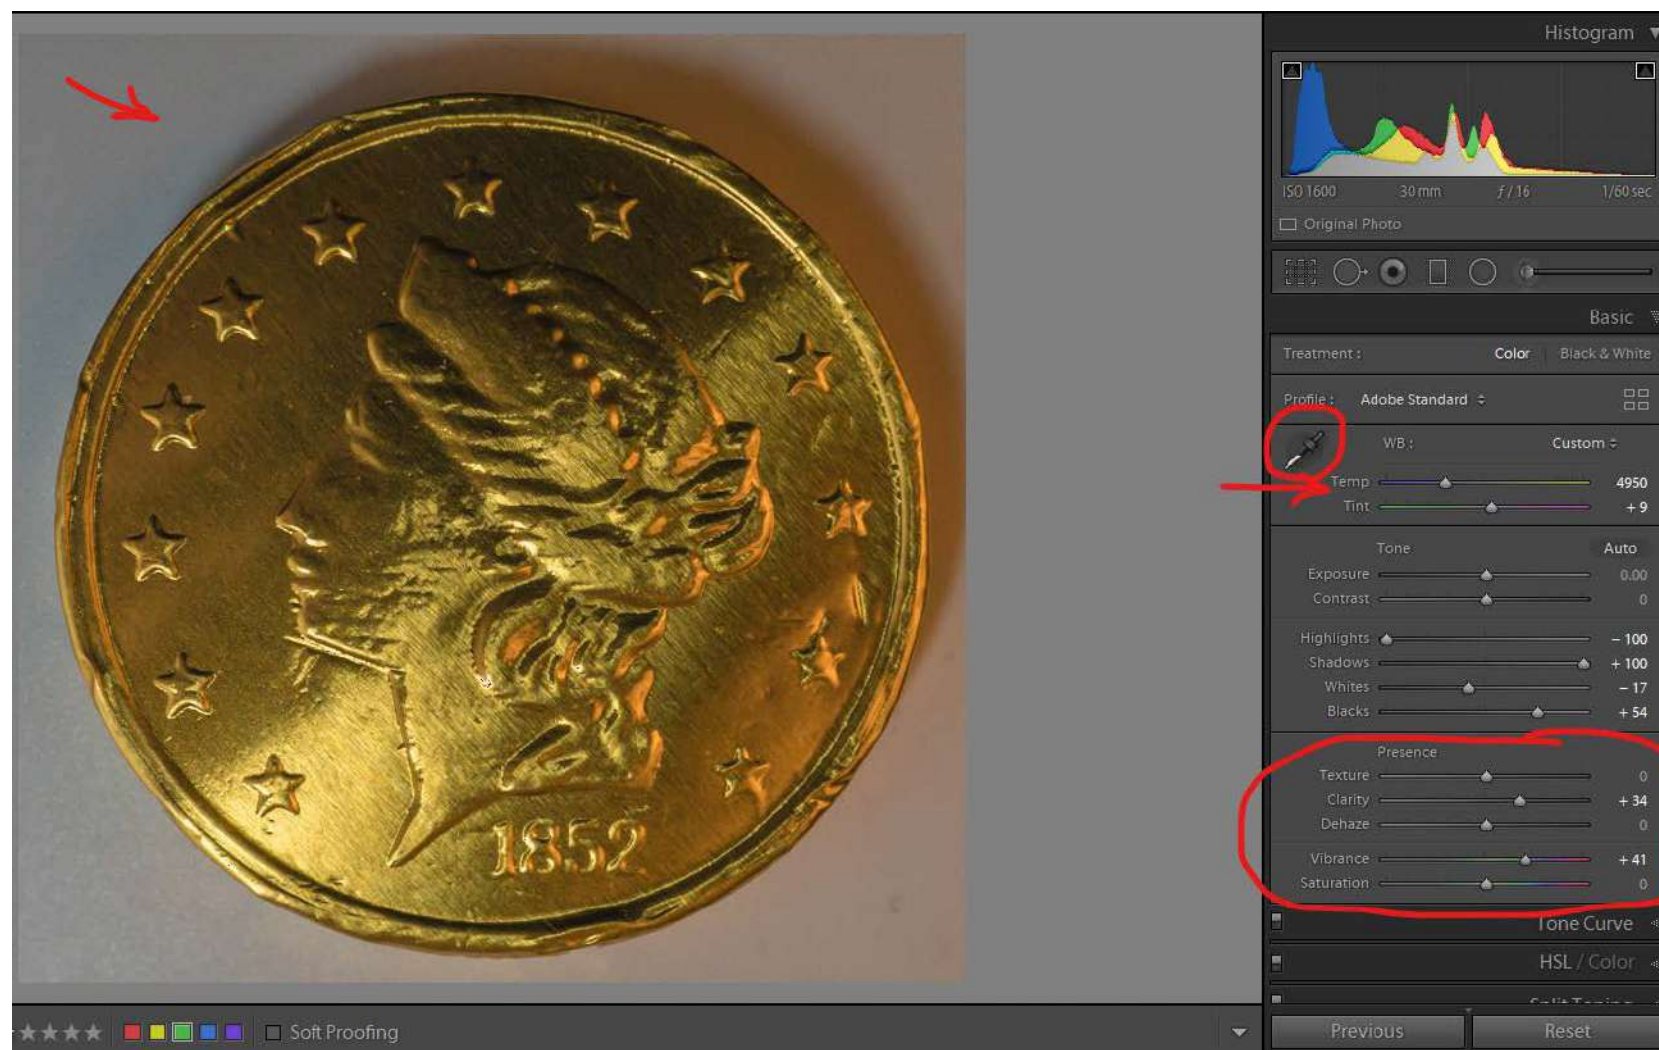 Histogram
ISO 1600 30 mm ƒ / 16 1/60 sec
Original Photo
Basic
Treatment : Color Black & White
Profile : Adobe Standard
WB : Custom
Temp 4950
Tint + 9
Tone Auto
Exposure 0.00
Contrast 0
Highlights – 100
Shadows + 100
Whites – 17
Blacks + 54
Presence
Texture 0
Clarity + 34
Dehaze 0
Vibrance + 41
Saturation 0
Tone Curve
HSL / Color
Split Toning
1852
Soft Proofing
Previous Reset